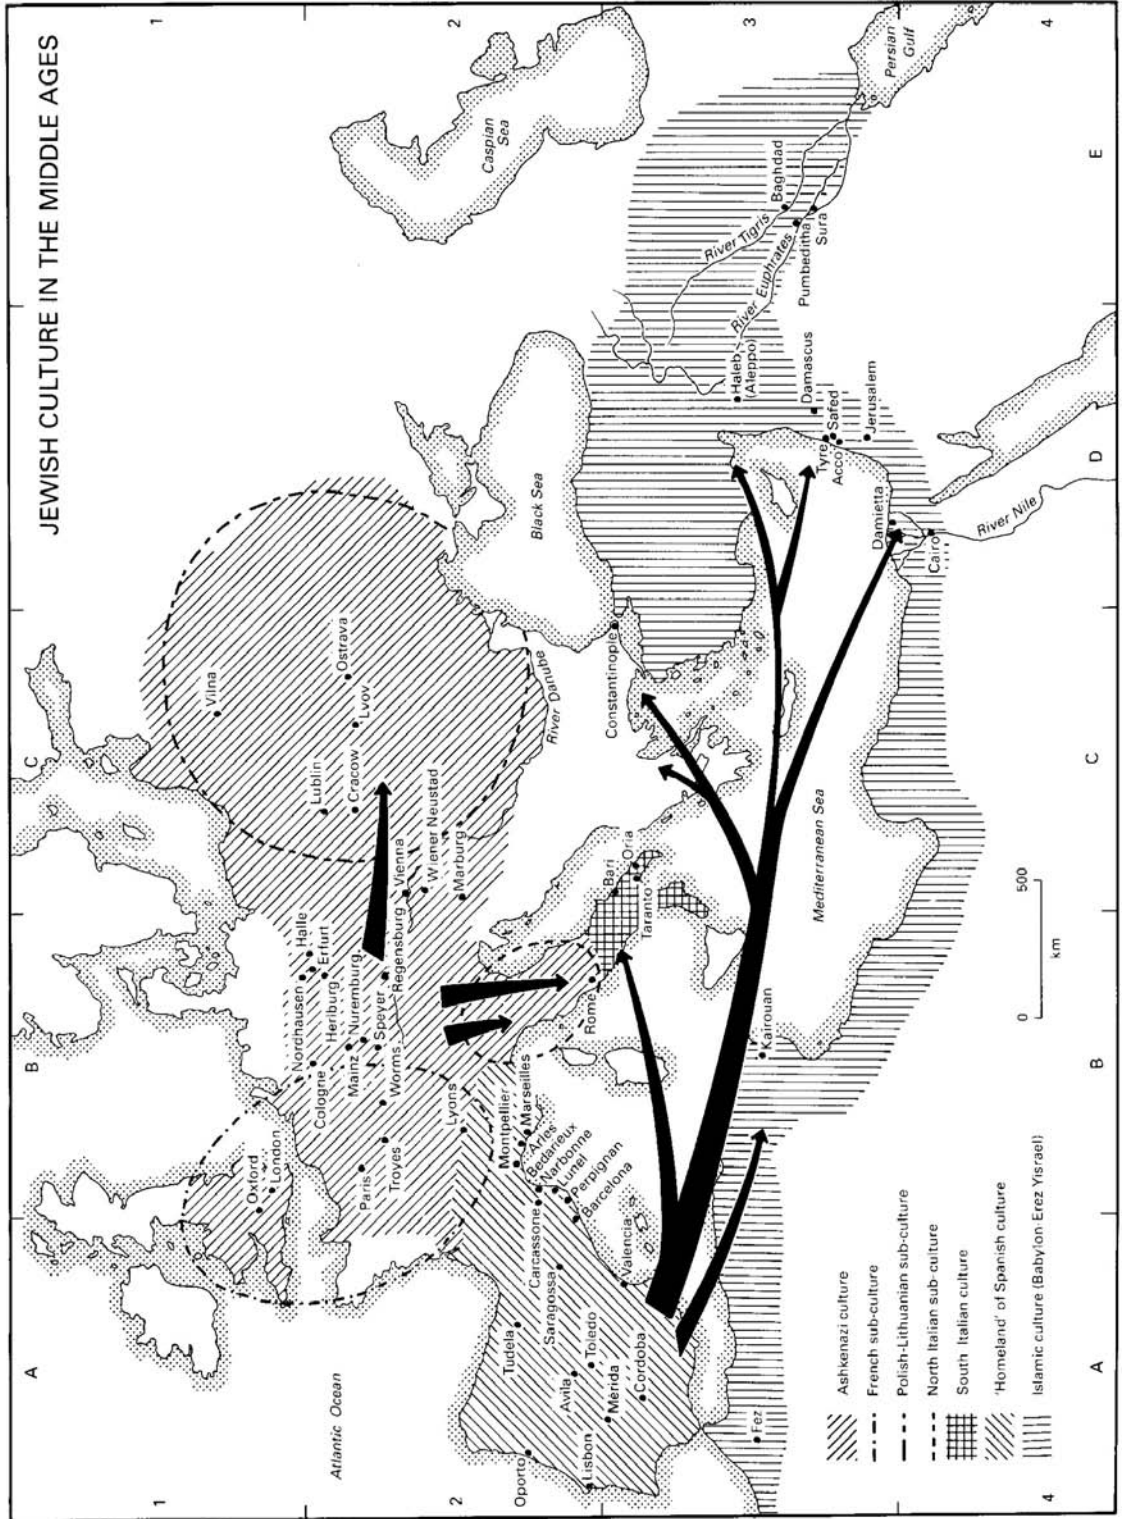 JEWISH CULTURE IN THE MIDDLE AGES
A
B
C
D
E
1
1
2
2
3
4
4
Atlantic Ocean
Caspian
Sea
Black Sea
Persian
Gulf
Mediterranean Sea
River Danube
River Tigris
River Euphrates
River Nile
Oxford
London
Paris
Troyes
Lyons
Cologne
Mainz
Worms
Speyer
Nuremburg
Heriburg
Nordhausen
Erfurt
Halle
Regensburg
Vienna
Wiener Neustad
Marburg
Cracow
Lublin
Lvov
Ostrava
Vilna
Oporto
Lisbon
Tudela
Avila
Toledo
Mérida
Cordoba
Saragossa
Carcassone
Valencia
Barcelona
Perpignan
Lunel
Narbonne
Bedarieux
Arles
Montpellier
Marseilles
Rome
Bari
Taranto
Oria
Constantinople
Haleb
(Aleppo)
Damascus
Tyre
Safed
Acco
Jerusalem
Damietta
Cairo
Pumbeditha
Sura
Baghdad
Fez
Kairouan
0
500
km
Ashkenazi culture
French sub-culture
Polish-Lithuanian sub-culture
North Italian sub-culture
South Italian culture
'Homeland' of Spanish culture
Islamic culture (Babylon-Erez Yisrael)
A
B
C
D
E